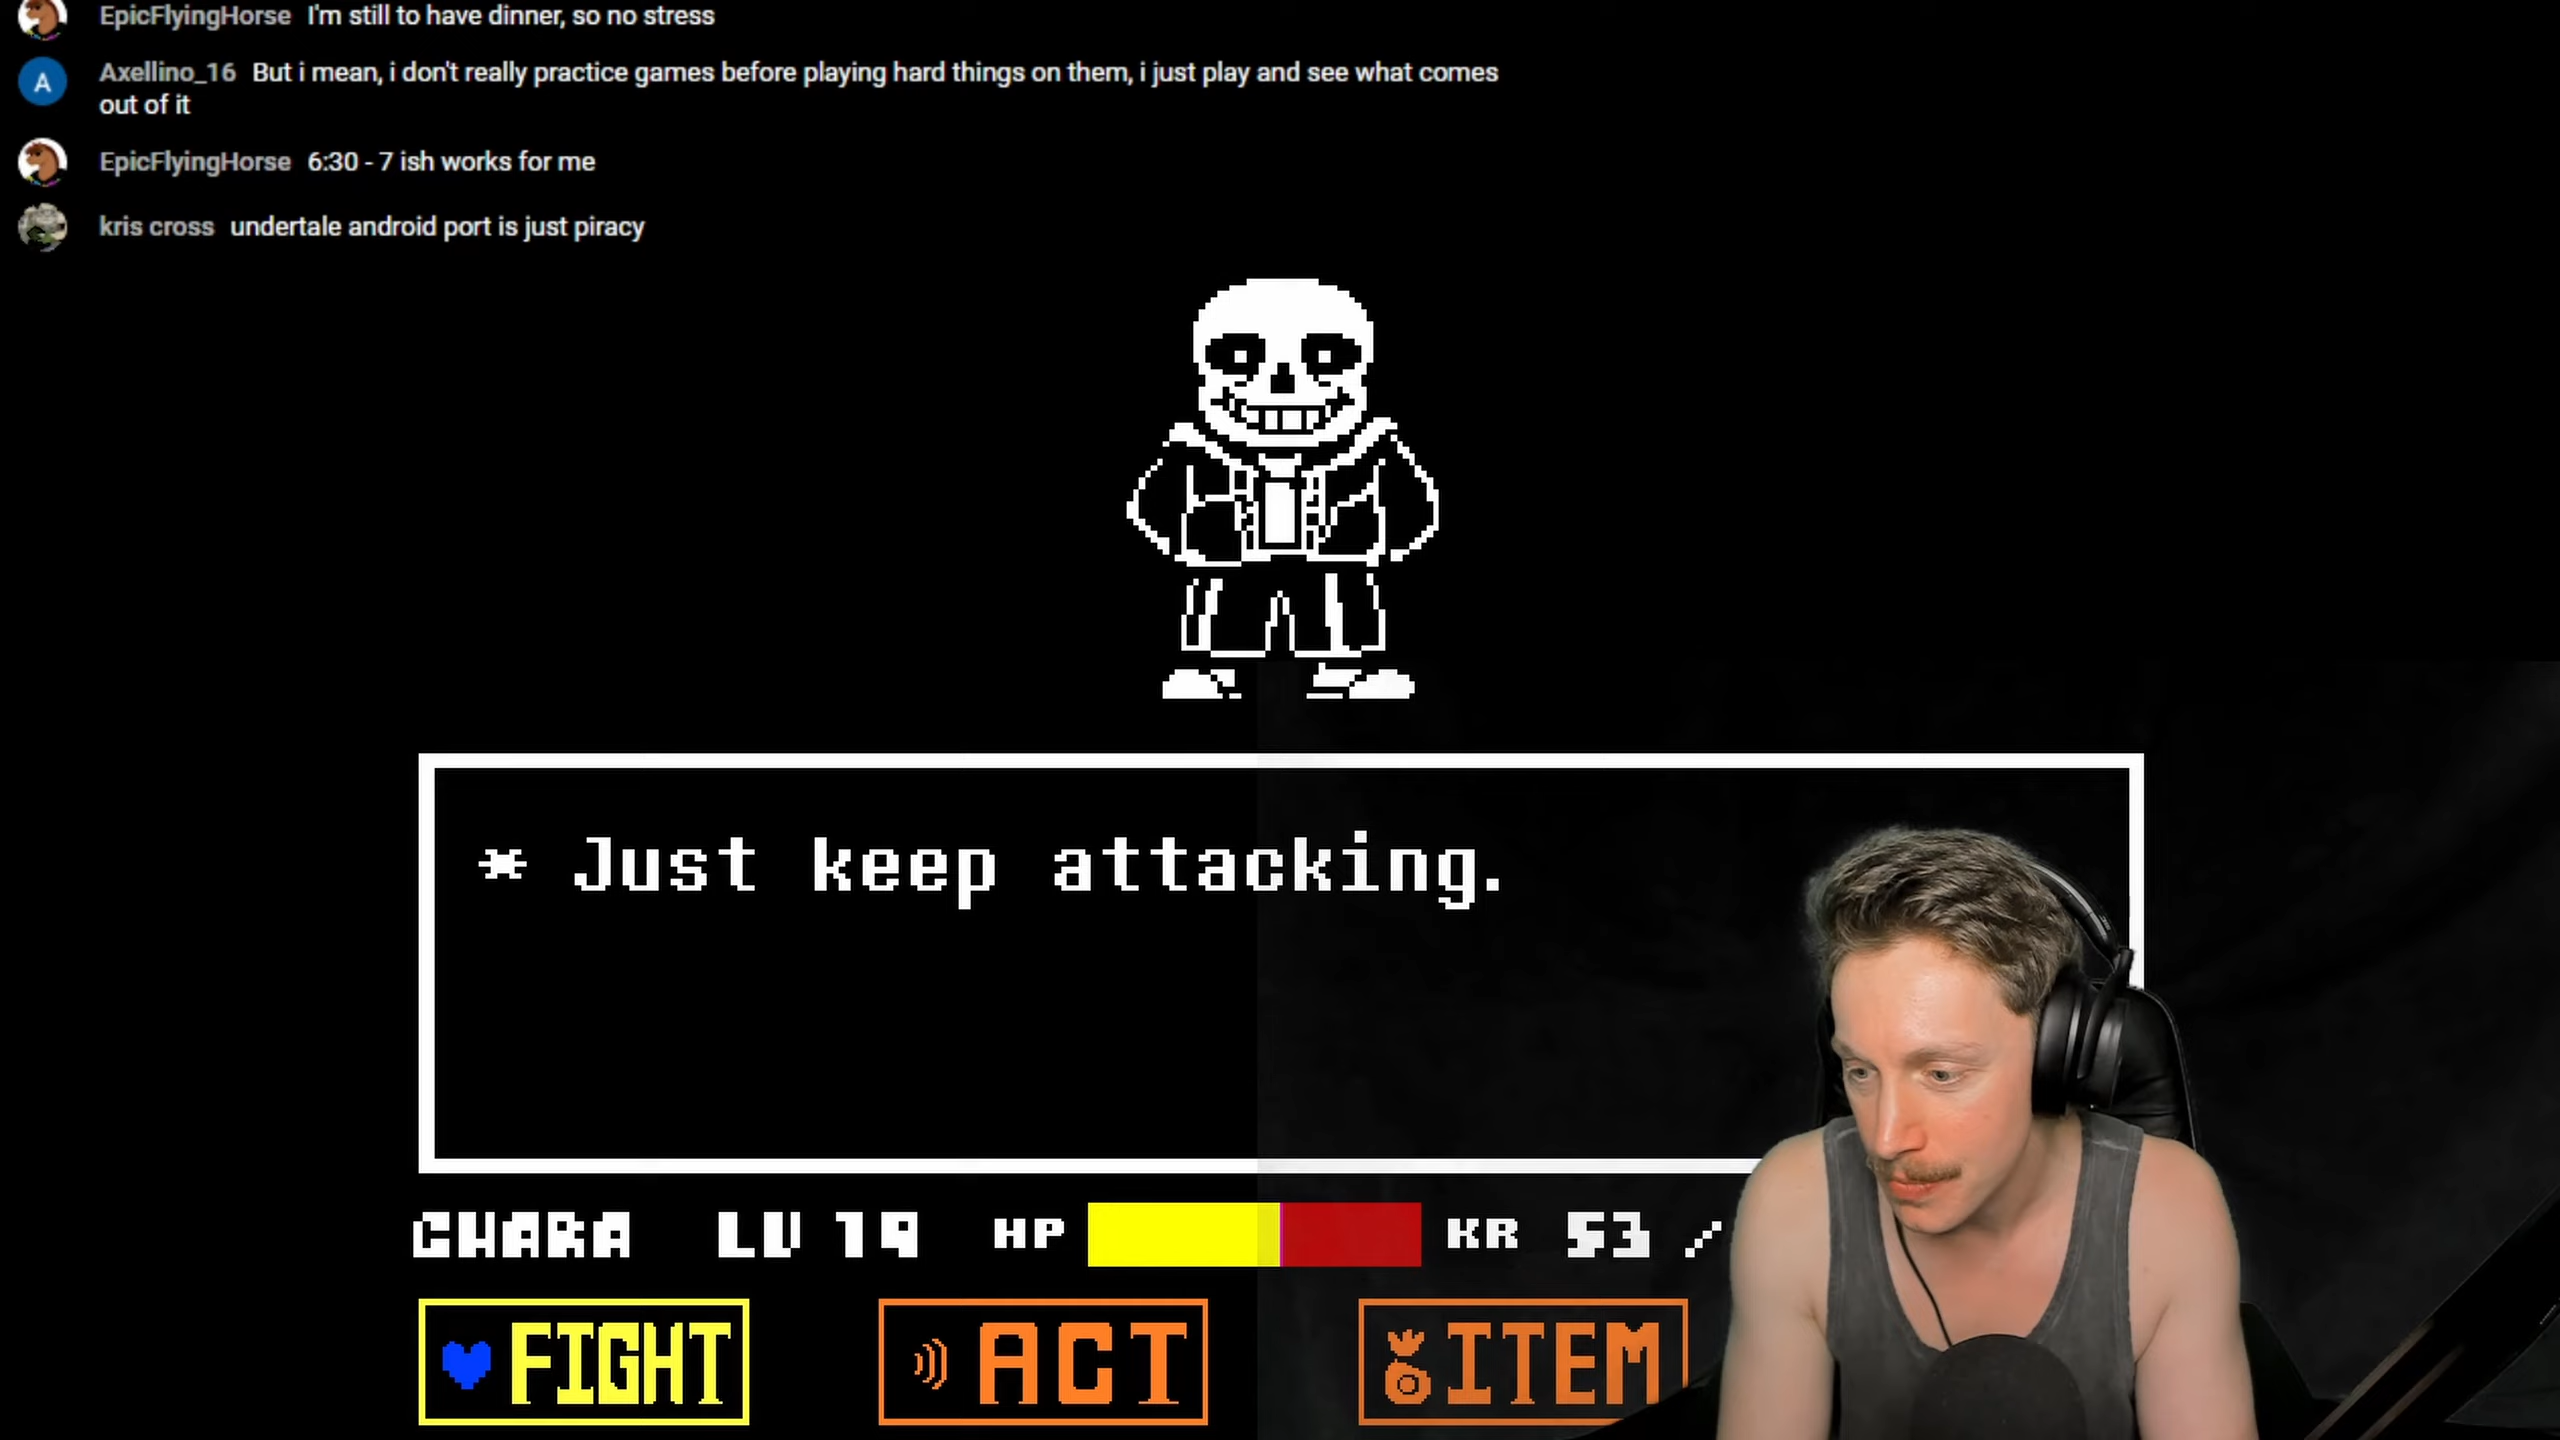 EpicFlyingHorse I'm still to have dinner, so no stress
A Axellino_16 But i mean, i don't really practice games before playing hard things on them, i just play and see what comes
out of it
EpicFlyingHorse 6:30 - 7 ish works for me
kris cross undertale android port is just piracy
* Just keep attacking.
CHARA LV 19 HP KR 53 /
FIGHT ACT ITEM